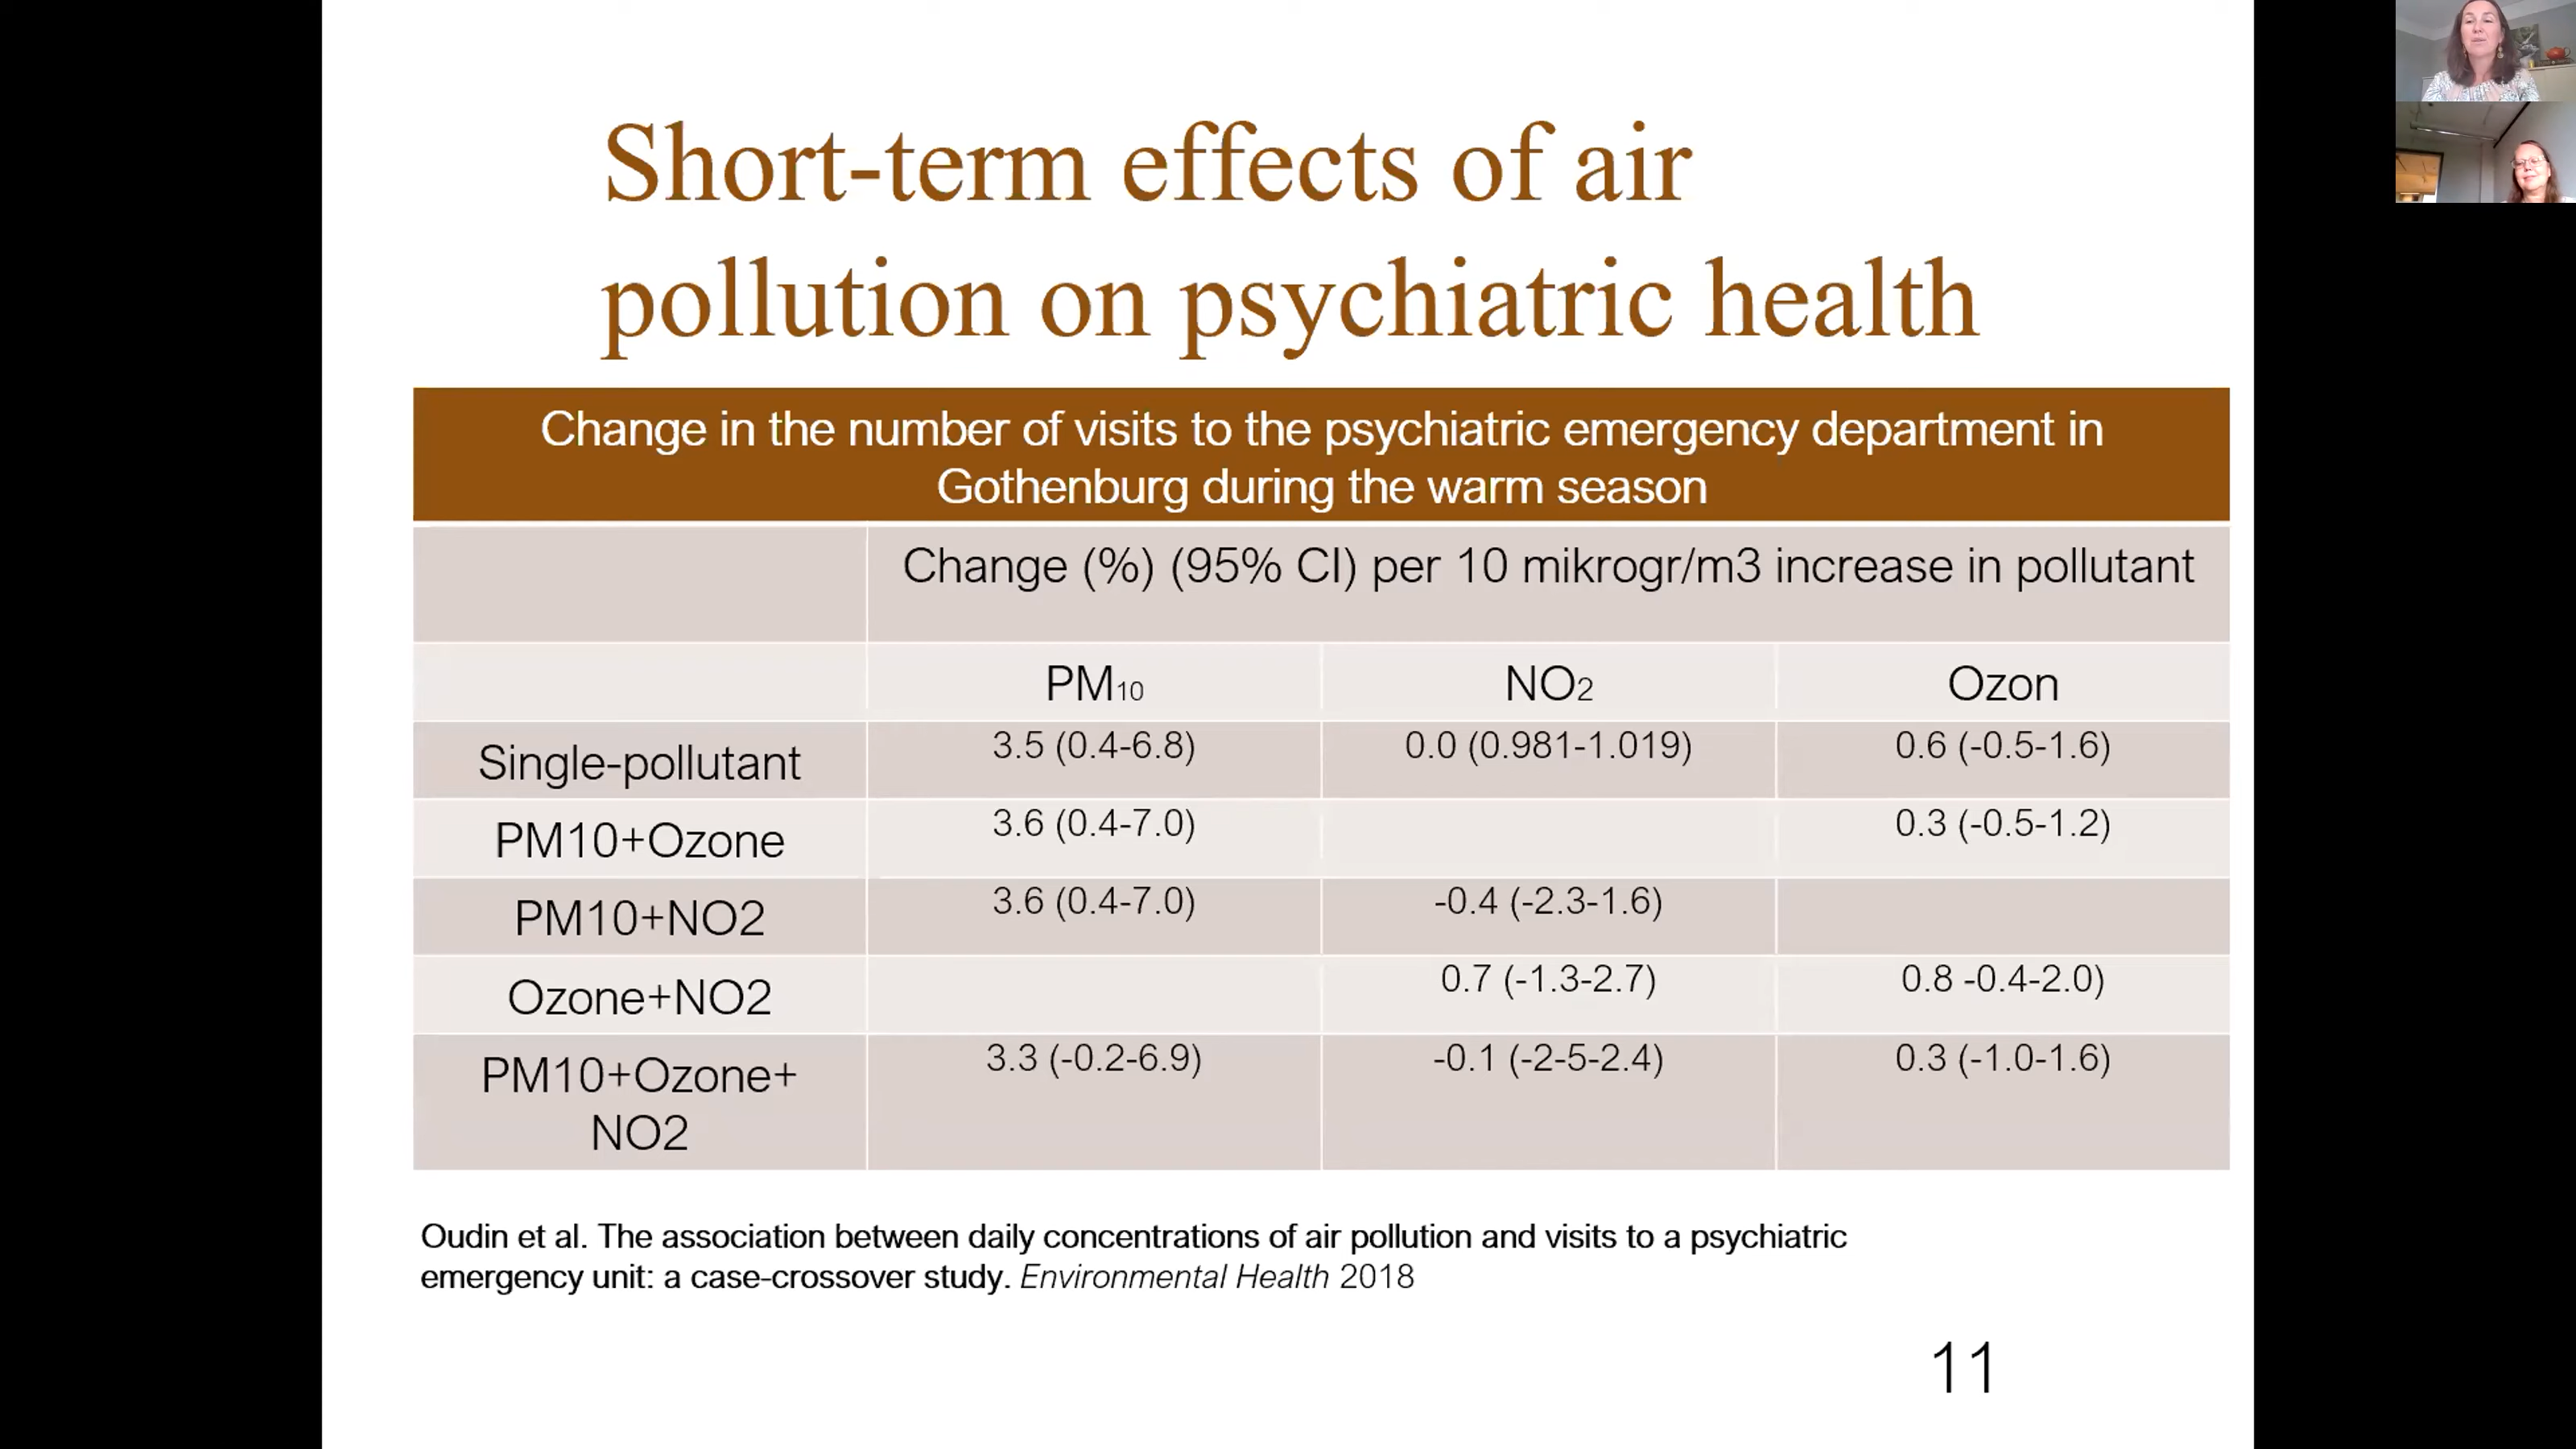 Short-term effects of air
pollution on psychiatric health
Change in the number of visits to the psychiatric emergency department in
Gothenburg during the warm season
Change (%) (95% CI) per 10 mikrogr/m3 increase in pollutant
PM10 NO2 Ozon
Single-pollutant 3.5 (0.4-6.8) 0.0 (0.981-1.019) 0.6 (-0.5-1.6)
PM10+Ozone 3.6 (0.4-7.0) 0.3 (-0.5-1.2)
PM10+NO2 3.6 (0.4-7.0) -0.4 (-2.3-1.6)
Ozone+NO2 0.7 (-1.3-2.7) 0.8 -0.4-2.0)
PM10+Ozone+ 3.3 (-0.2-6.9) -0.1 (-2-5-2.4) 0.3 (-1.0-1.6)
NO2
Oudin et al. The association between daily concentrations of air pollution and visits to a psychiatric
emergency unit: a case-crossover study. Environmental Health 2018
11